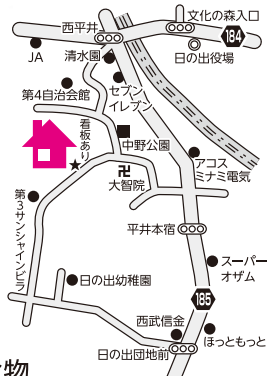 文化の森入口
西平井
184
JA
清水園
日の出役場
セブン
イレブン
第4自治会館
看板あり
中野公園
アコス
ミナミ電気
卍
大智院
第3サンシャインビラ
平井本宿
スーパー
オザム
日の出幼稚園
185
西武信金
ほっともっと
日の出団地前
物